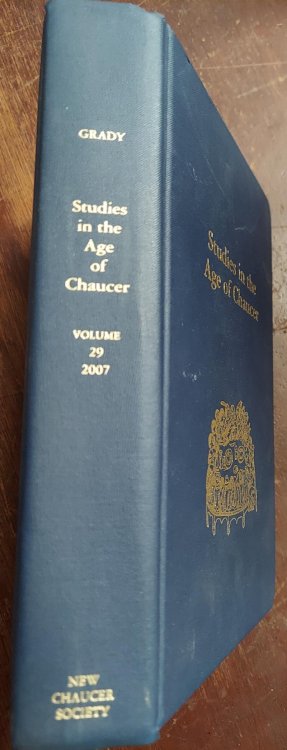 GRADY
Studies
in the
Age
of
Chaucer
VOLUME
29
2007
NEW
CHAUCER
SOCIETY
Studies in the
Age of Chaucer